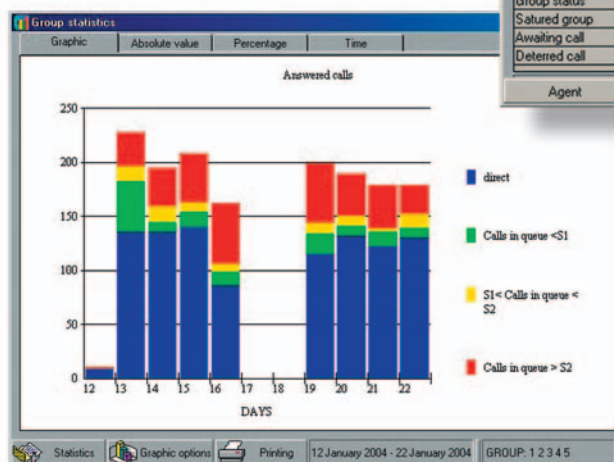 Group status
Satured group
Awaiting call
Deterred call
Agent
Group statistics
Graphic Absolute value Percentage Time
Answered calls
250
200
150
100
50
0
12 13 14 15 16 17 18 19 20 21 22
DAYS
direct
Calls in queue <S1
S1< Calls in queue <
S2
Calls in queue > S2
Statistics Graphic options Printing 12 January 2004 - 22 January 2004 GROUP: 1 2 3 4 5